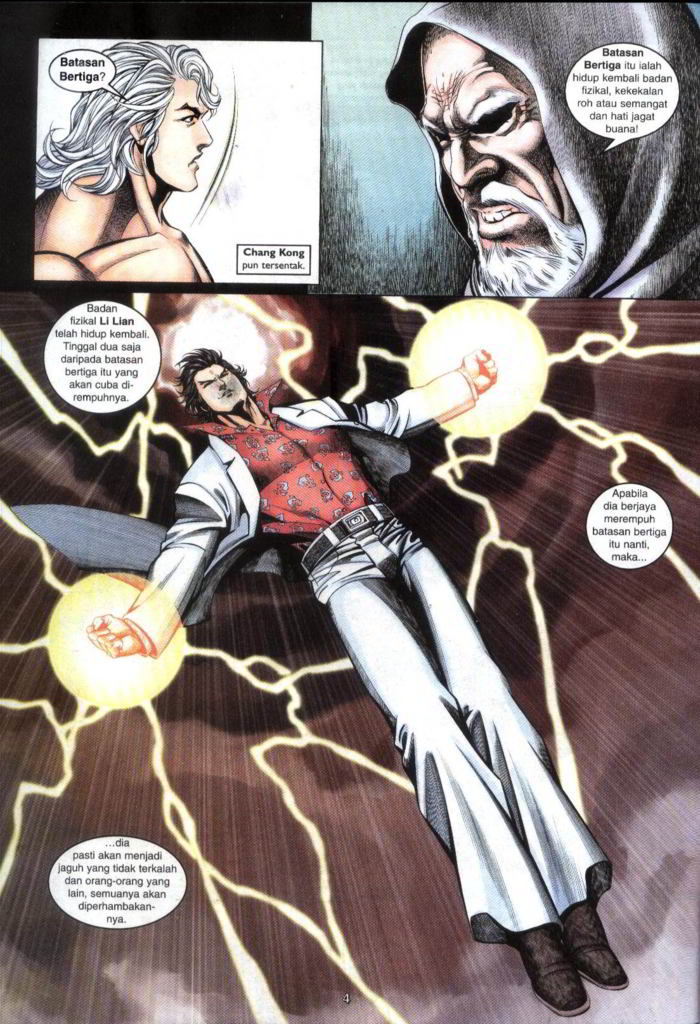 Batasan
Bertiga?
Batasan
Bertiga itu ialah
hidup kembali badan
fizikal, kekekalan
roh atau semangat
dan hati jagat
buana!
Chang Kong
pun tersentak.
Badan
fizikal Li Lian
telah hidup kembali.
Tinggal dua saja
daripada batasan
bertiga itu yang
akan cuba di-
rempuhnya.
Apabila
dia berjaya
merempuh
batasan bertiga
itu nanti,
maka...
...dia
pasti akan menjadi
jaguh yang tidak terkalah
dan orang-orang yang
lain, semuanya akan
diperhambakan-
nya.
4